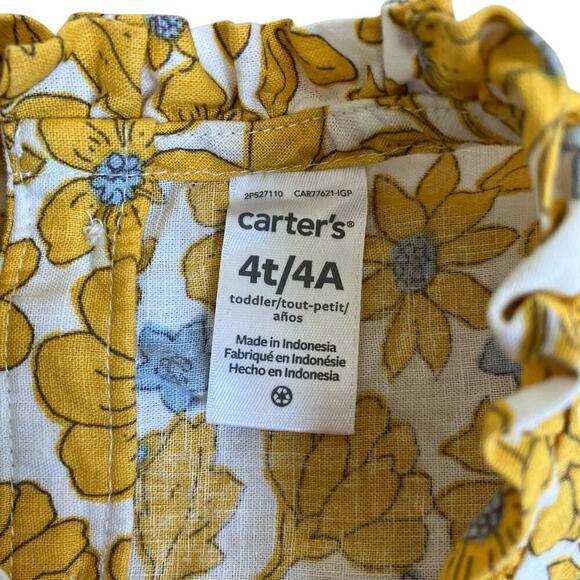 2P527110 CAR77621-IGP
carter's®
4t/4A
toddler/tout-petit/
años
Made in Indonesia
Fabriqué en Indonésie
Hecho en Indonesia